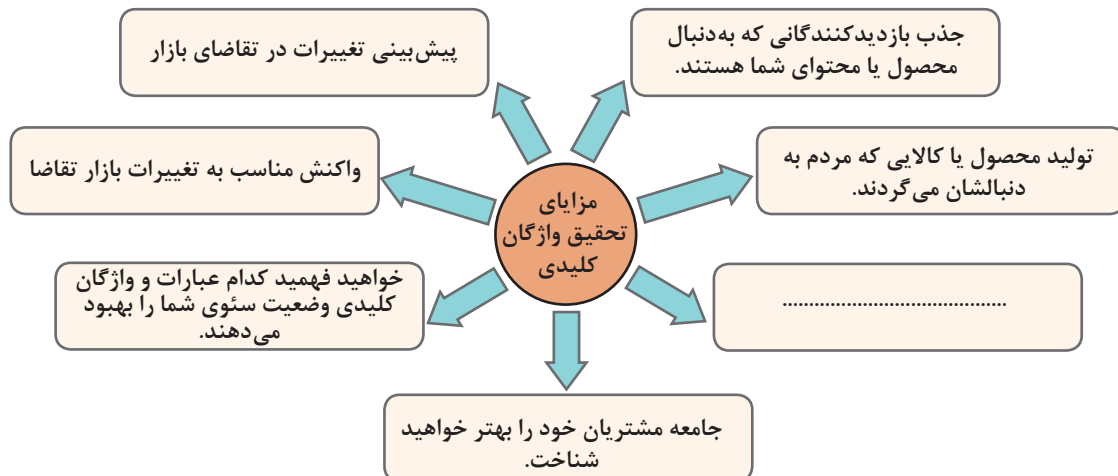 جذب بازدیدکنندگانی که به‌دنبال
محصول یا محتوای شما هستند.
پیش‌بینی تغییرات در تقاضای بازار
تولید محصول یا کالایی که مردم به
دنبالشان می‌گردند.
واکنش مناسب به تغییرات بازار تقاضا
مزایای
تحقیق واژگان
کلیدی
خواهید فهمید کدام عبارات و واژگان
کلیدی وضعیت سئوی شما را بهبود
می‌دهند.
........................................
جامعه مشتریان خود را بهتر خواهید
شناخت.